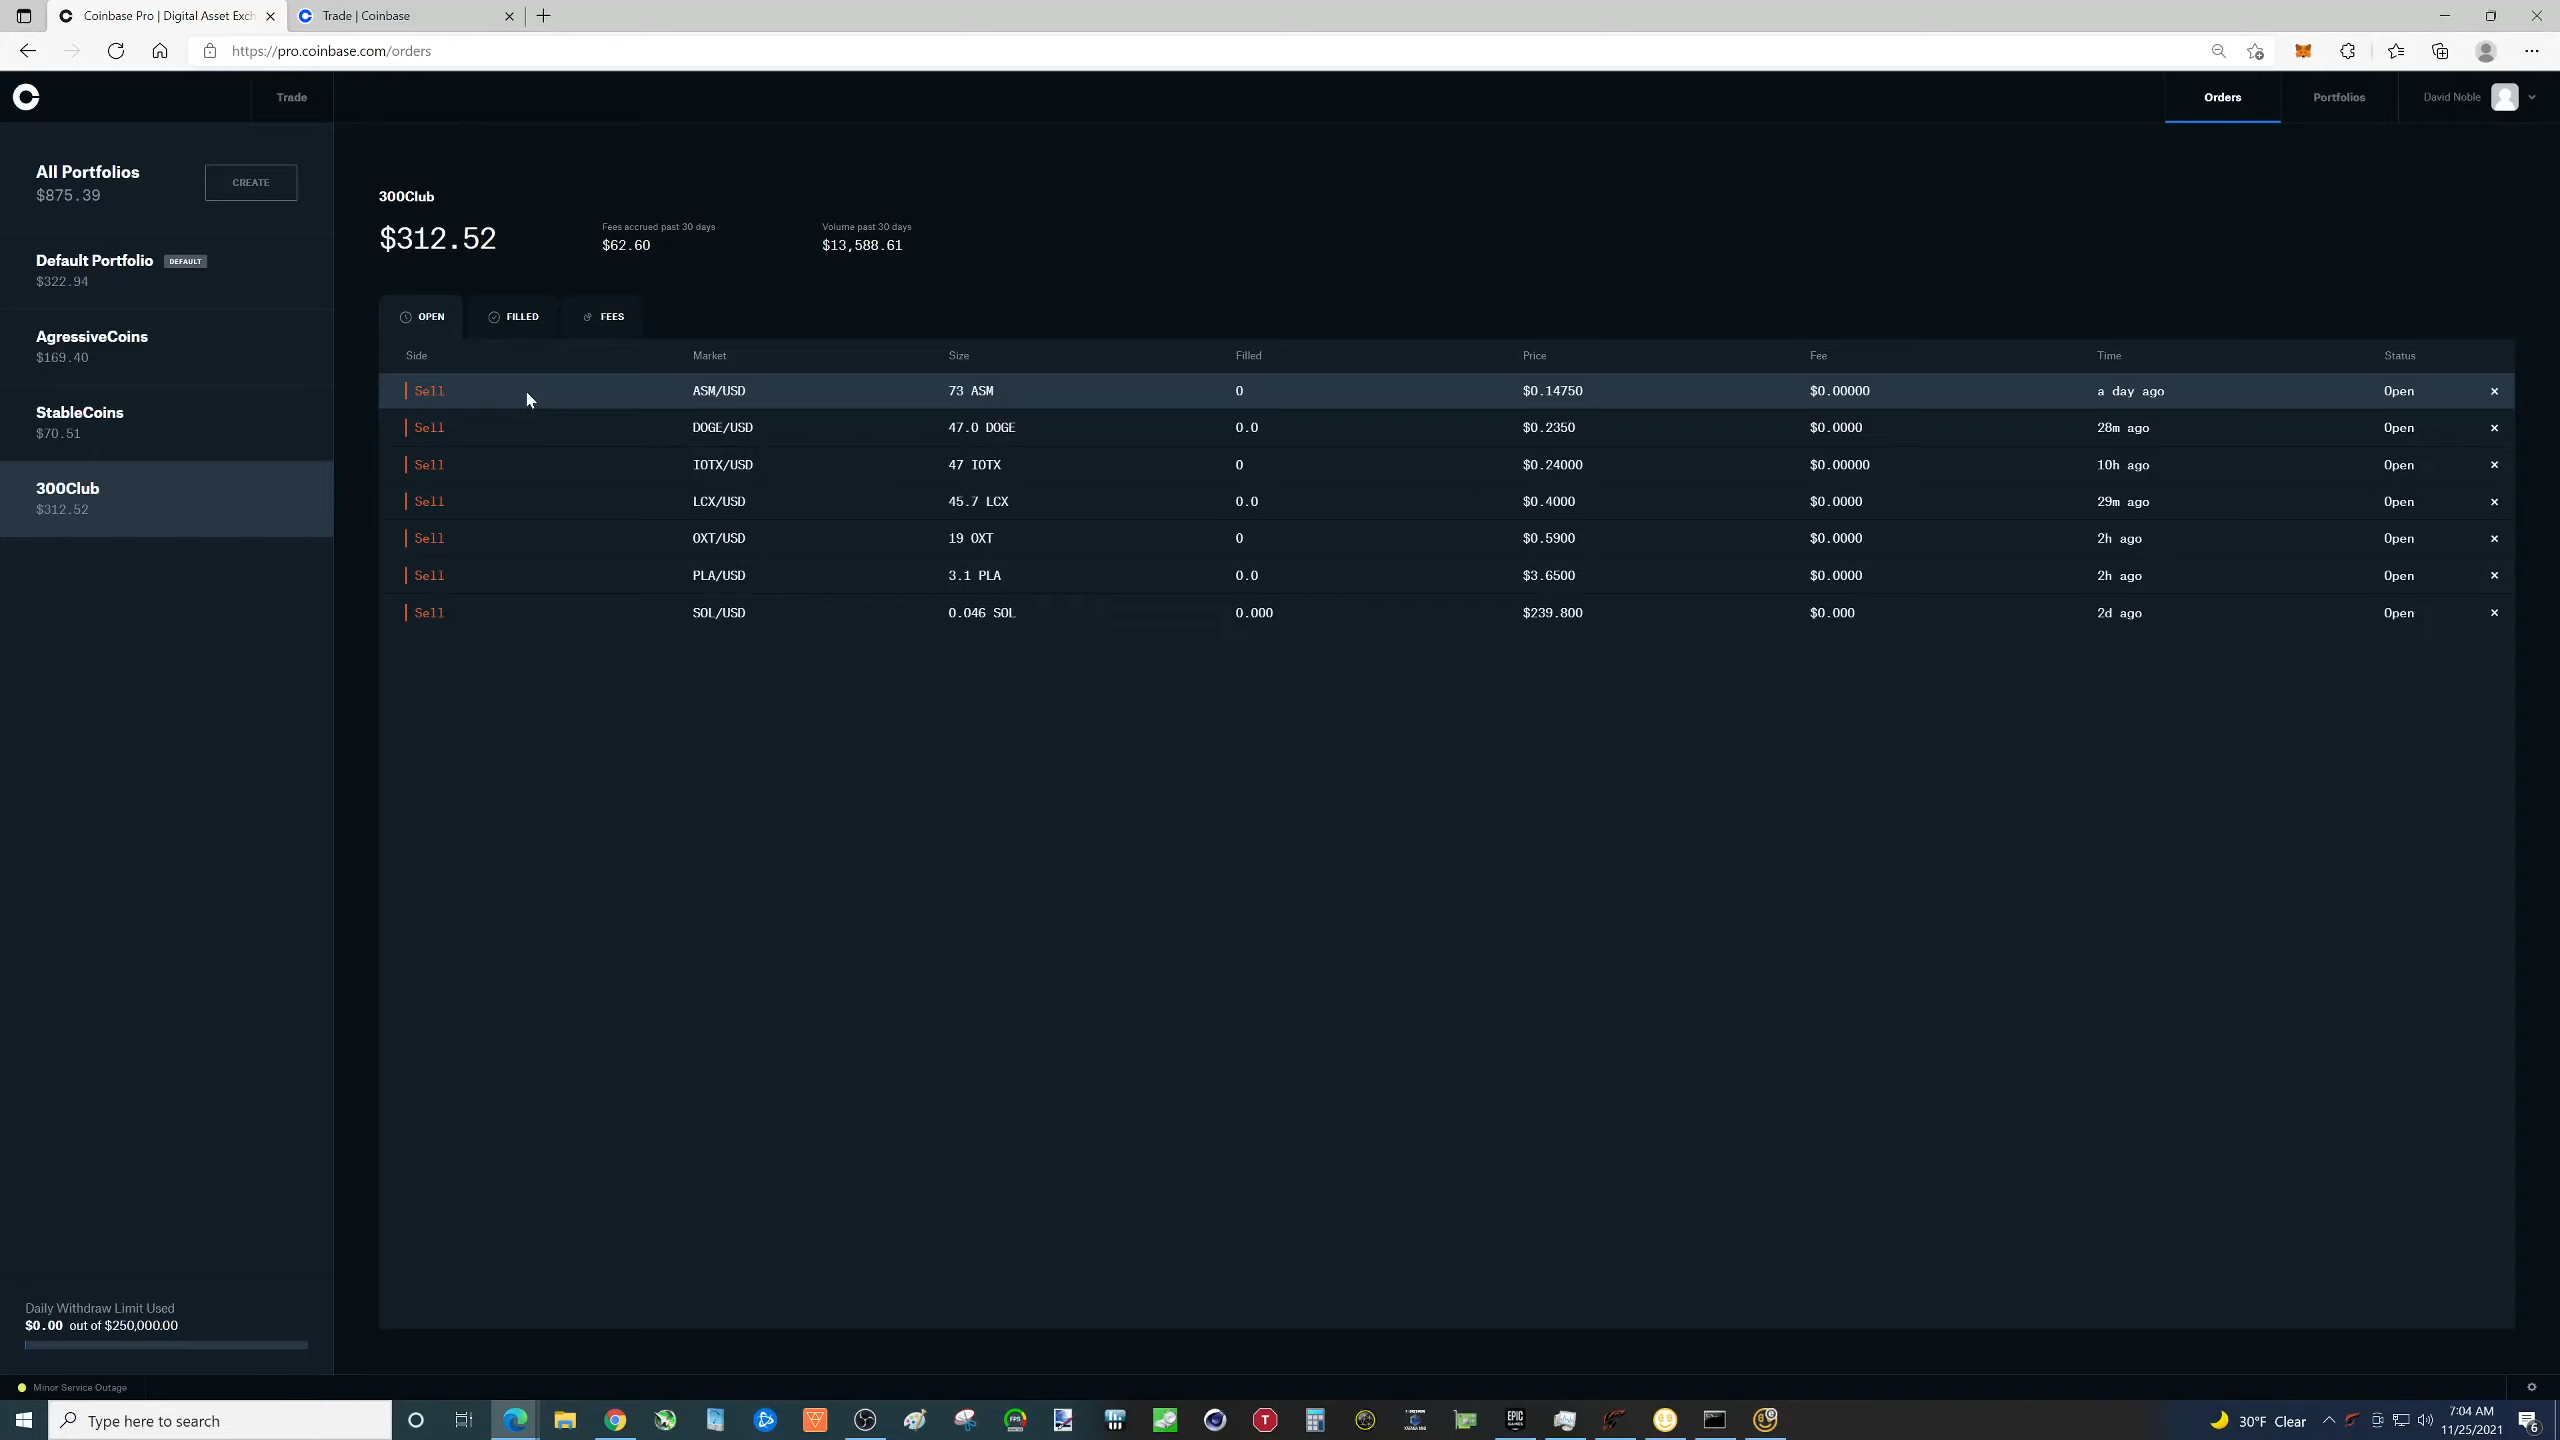 Coinbase Pro | Digital Asset Exch
Trade | Coinbase
https://pro.coinbase.com/orders
Trade
Orders
Portfolios
David Noble
All Portfolios
$875.39
CREATE
Default Portfolio DEFAULT
$322.94
AgressiveCoins
$169.40
StableCoins
$70.51
300Club
$312.52
300Club
$312.52
Fees accrued past 30 days
$62.60
Volume past 30 days
$13,588.61
OPEN FILLED FEES
Side Market Size Filled Price Fee Time Status
Sell ASM/USD 73 ASM 0 $0.14750 $0.00000 a day ago Open ×
Sell DOGE/USD 47.0 DOGE 0.0 $0.2350 $0.0000 28m ago Open ×
Sell IOTX/USD 47 IOTX 0 $0.24000 $0.00000 10h ago Open ×
Sell LCX/USD 45.7 LCX 0.0 $0.4000 $0.0000 29m ago Open ×
Sell OXT/USD 19 OXT 0 $0.5900 $0.0000 2h ago Open ×
Sell PLA/USD 3.1 PLA 0.0 $3.6500 $0.0000 2h ago Open ×
Sell SOL/USD 0.046 SOL 0.000 $239.800 $0.000 2d ago Open ×
Daily Withdraw Limit Used
$0.00 out of $250,000.00
Minor Service Outage
Type here to search
FPS
T
EPIC
GAMES
30°F Clear
7:04 AM
11/25/2021
6